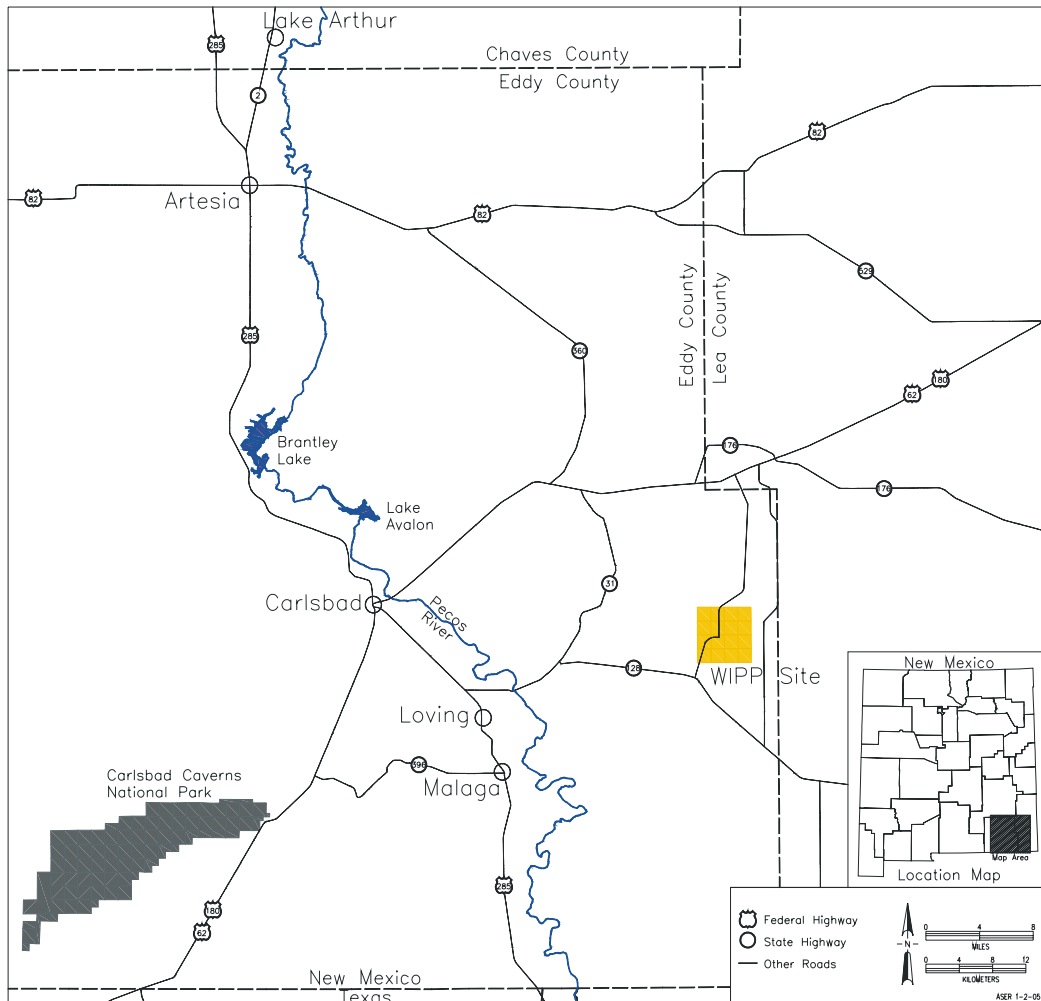 Lake Arthur
285
Chaves County
Eddy County
2
82
82
Artesia
82
Eddy County
Lea County
529
285
360
180
62
Brantley
Lake
176
176
Lake
Avalon
31
Carlsbad
Pecos
River
128
WIPP Site
New Mexico
Loving
396
Malaga
Carlsbad Caverns
National Park
Map Area
Location Map
285
180
62
Federal Highway
State Highway
Other Roads
N
0 4 8
MILES
0 4 8 12
KILOMETERS
New Mexico
Texas
ASER 1-2-05